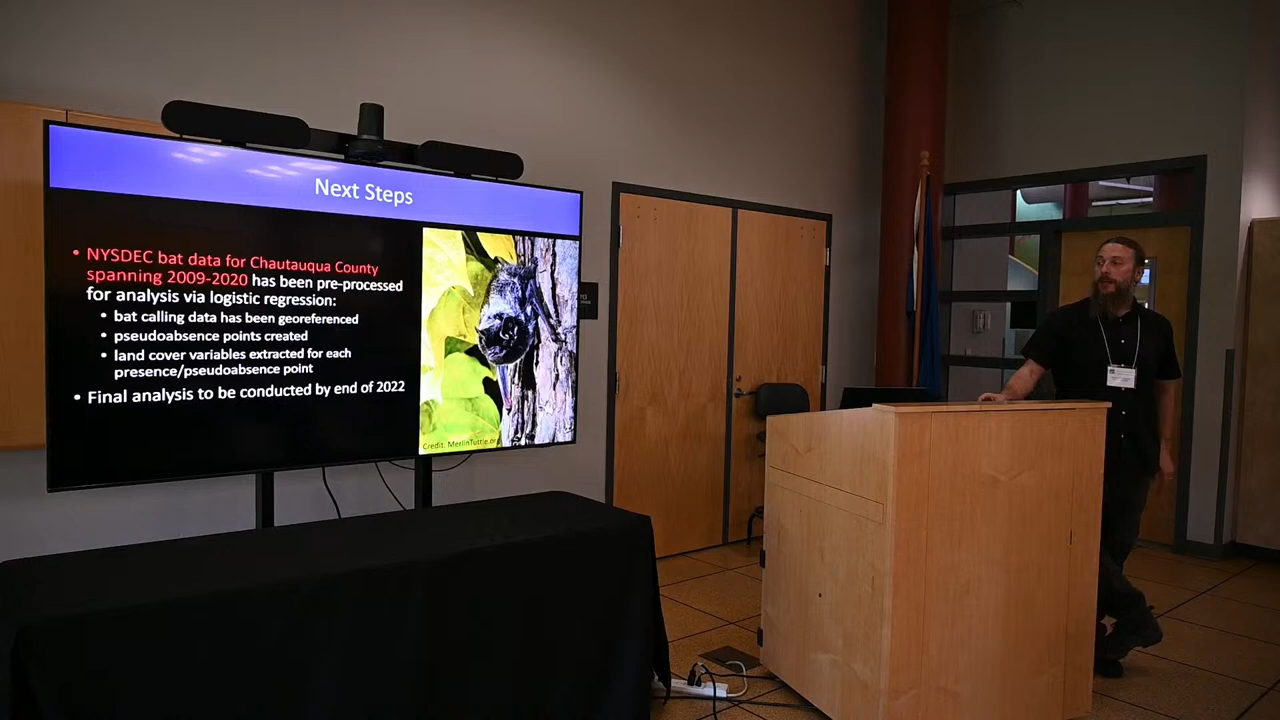 Next Steps
• NYSDEC bat data for Chautauqua County
spanning 2009-2020 has been pre-processed
for analysis via logistic regression:
• bat calling data has been georeferenced
• pseudoabsence points created
• land cover variables extracted for each
presence/pseudoabsence point
• Final analysis to be conducted by end of 2022
Credit: MerlinTuttle.org